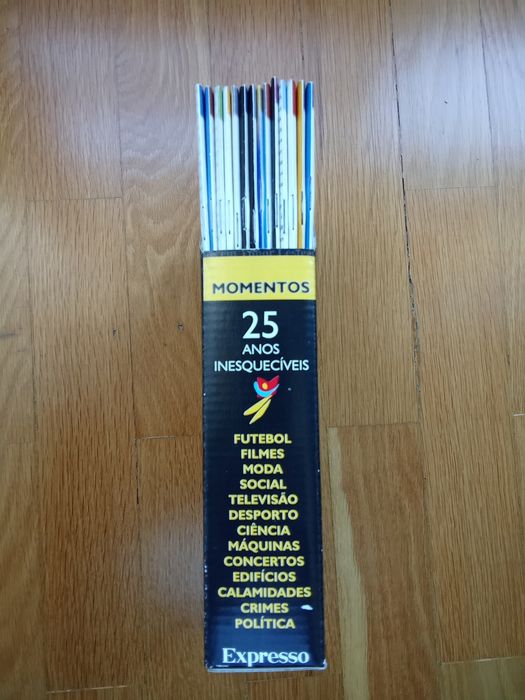 MOMENTOS
25
ANOS
INESQUECÍVEIS
FUTEBOL
FILMES
MODA
SOCIAL
TELEVISÃO
DESPORTO
CIÊNCIA
MÁQUINAS
CONCERTOS
EDIFÍCIOS
CALAMIDADES
CRIMES
POLÍTICA
Expresso